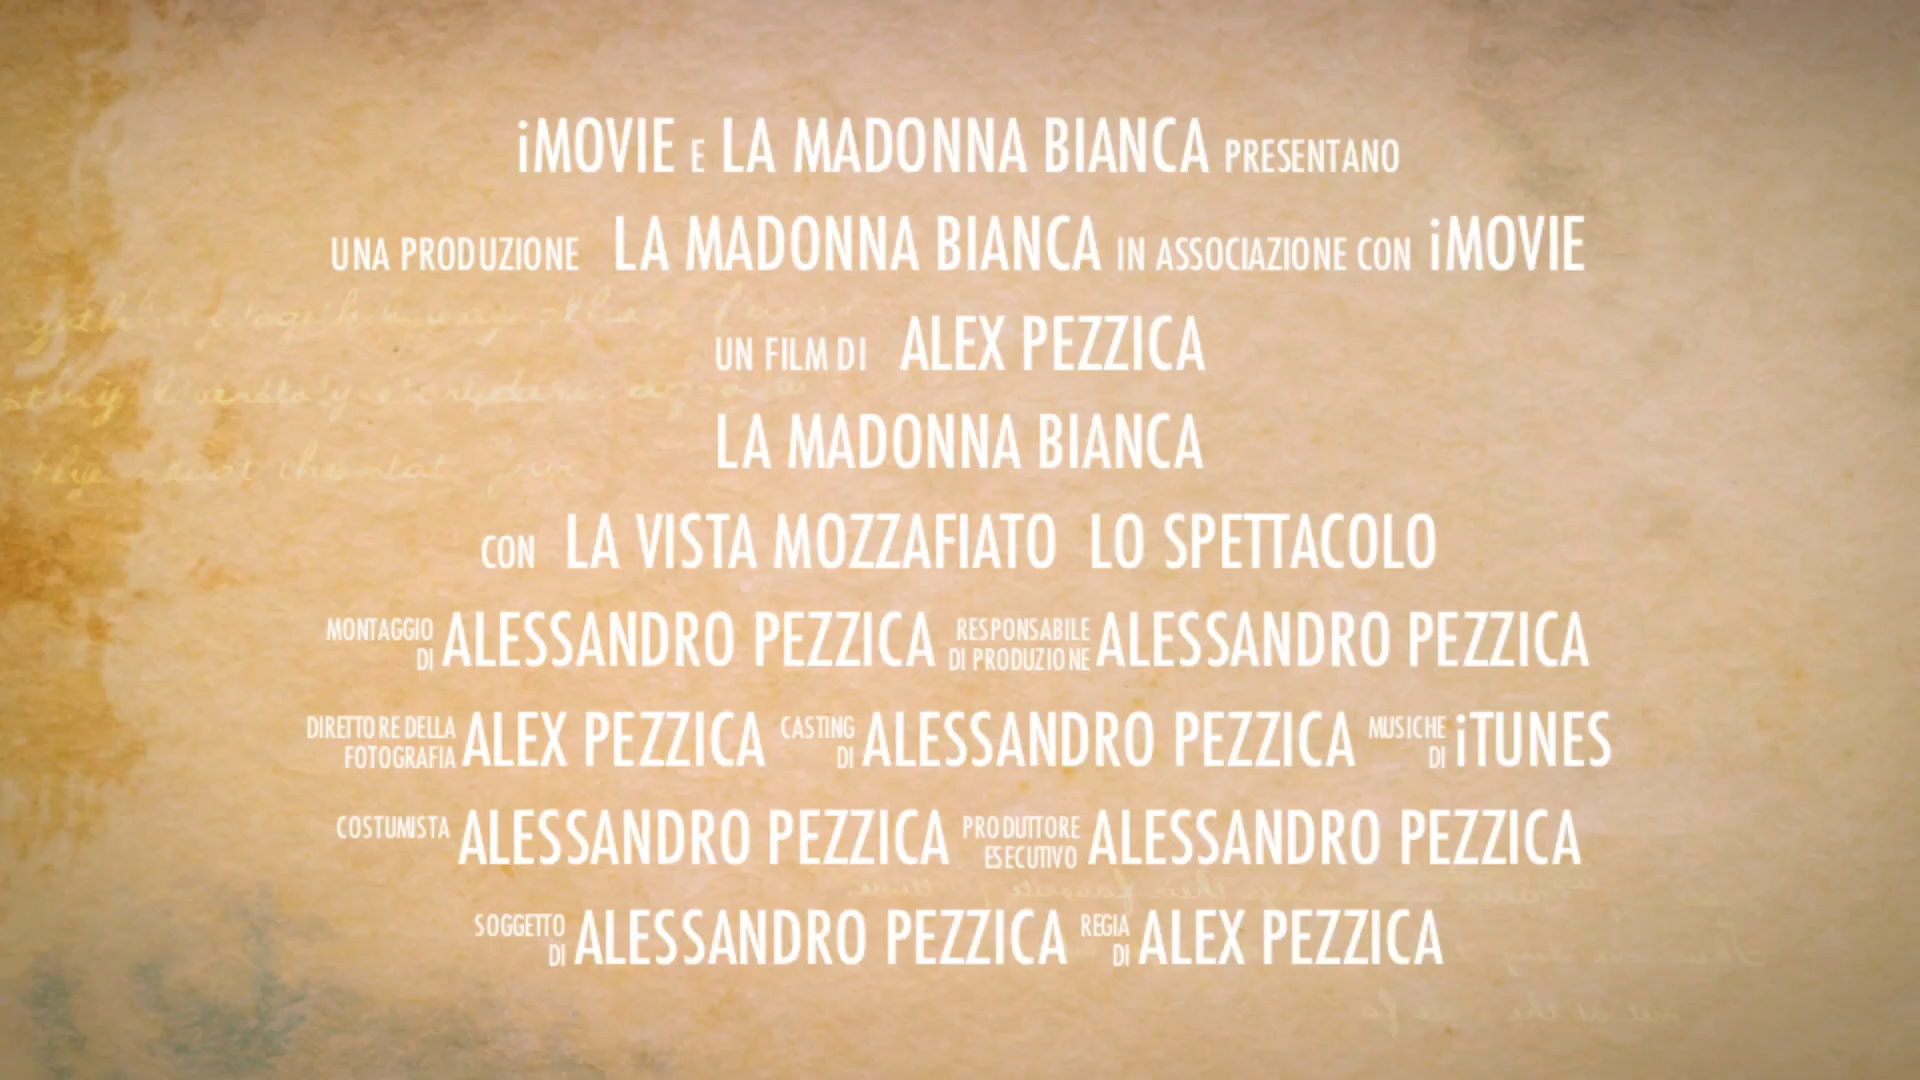 iMOVIE E LA MADONNA BIANCA PRESENTANO
UNA PRODUZIONE LA MADONNA BIANCA IN ASSOCIAZIONE CON iMOVIE
UN FILM DI ALEX PEZZICA
LA MADONNA BIANCA
CON LA VISTA MOZZAFIATO LO SPETTACOLO
MONTAGGIO DI ALESSANDRO PEZZICA RESPONSABILE DI PRODUZIONE ALESSANDRO PEZZICA
DIRETTORE DELLA FOTOGRAFIA ALEX PEZZICA CASTING DI ALESSANDRO PEZZICA MUSICHE DI iTUNES
COSTUMISTA ALESSANDRO PEZZICA PRODUTTORE ESECUTIVO ALESSANDRO PEZZICA
SOGGETTO DI ALESSANDRO PEZZICA REGIA DI ALEX PEZZICA